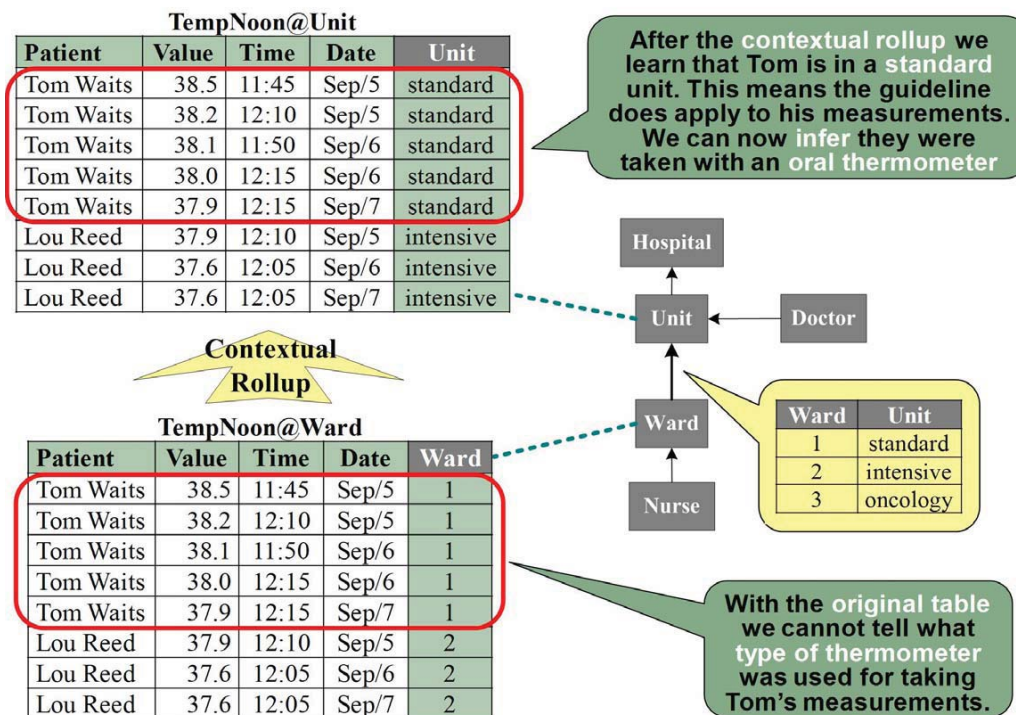 TempNoon@Unit
Patient Value Time Date Unit
Tom Waits 38.5 11:45 Sep/5 standard
Tom Waits 38.2 12:10 Sep/5 standard
Tom Waits 38.1 11:50 Sep/6 standard
Tom Waits 38.0 12:15 Sep/6 standard
Tom Waits 37.9 12:15 Sep/7 standard
Lou Reed 37.9 12:10 Sep/5 intensive
Lou Reed 37.6 12:05 Sep/6 intensive
Lou Reed 37.6 12:05 Sep/7 intensive
After the contextual rollup we
learn that Tom is in a standard
unit. This means the guideline
does apply to his measurements.
We can now infer they were
taken with an oral thermometer
Hospital
Unit
Doctor
Ward
Nurse
Ward Unit
1 standard
2 intensive
3 oncology
Contextual
Rollup
TempNoon@Ward
Patient Value Time Date Ward
Tom Waits 38.5 11:45 Sep/5 1
Tom Waits 38.2 12:10 Sep/5 1
Tom Waits 38.1 11:50 Sep/6 1
Tom Waits 38.0 12:15 Sep/6 1
Tom Waits 37.9 12:15 Sep/7 1
Lou Reed 37.9 12:10 Sep/5 2
Lou Reed 37.6 12:05 Sep/6 2
Lou Reed 37.6 12:05 Sep/7 2
With the original table
we cannot tell what
type of thermometer
was used for taking
Tom's measurements.